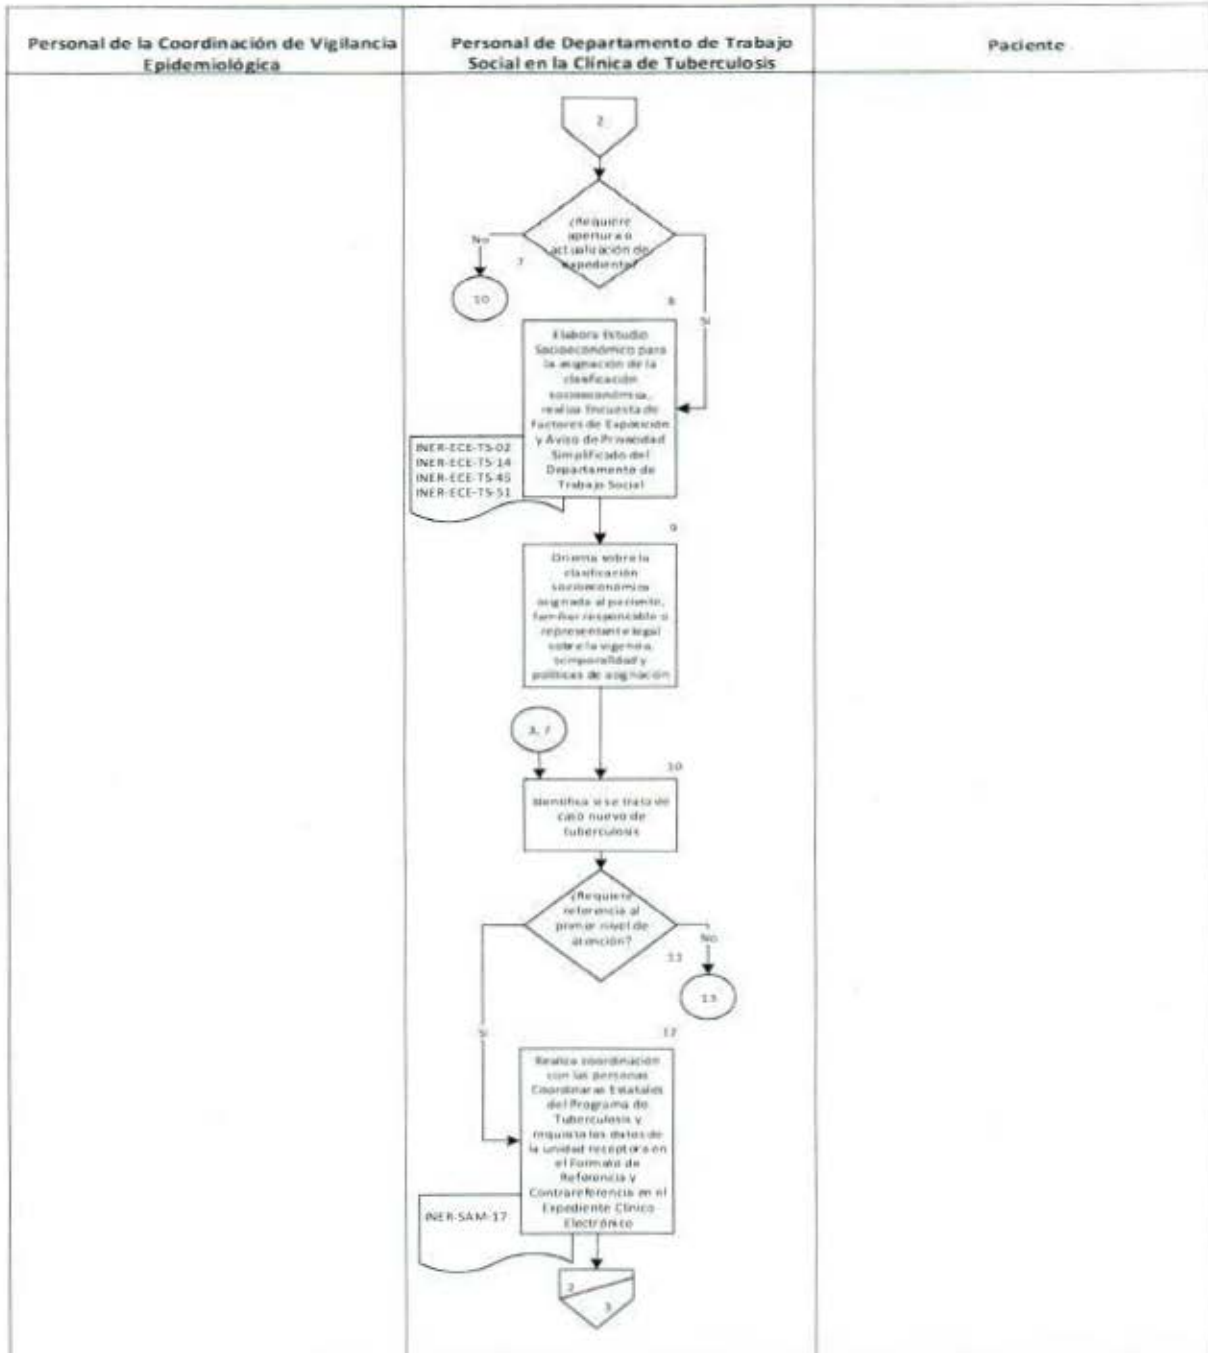 Personal de la Coordinación de Vigilancia
Epidemiológica
Personal de Departamento de Trabajo
Social en la Clínica de Tuberculosis
Paciente
2
¿Requiere
apertura o
actualización de
expediente?
No
7
10
Si
8
Elabora Estudio
Socioeconómico para
la asignación de la
clasificación
socioeconómica,
realiza Encuesta de
Factores de Exposición
y Aviso de Privacidad
Simplificado del
Departamento de
Trabajo Social
INER-ECE-TS-02
INER-ECE-TS-14
INER-ECE-TS-45
INER-ECE-TS-51
9
Orienta sobre la
clasificación
socioeconómica
asignada al paciente,
familiar responsable o
representante legal
sobre la vigencia,
temporalidad y
políticas de asignación
3, 7
10
Identifica si se trata de
caso nuevo de
tuberculosis
¿Requiere
referencia al
primer nivel de
atención?
No
11
13
Si
12
Realiza coordinación
con las personas
Coordinaras Estatales
del Programa de
Tuberculosis y
requisita los datos de
la unidad receptora en
el Formato de
Referencia y
Contrareferencia en el
Expediente Clínico
Electrónico
INER-SAM-17
2
3